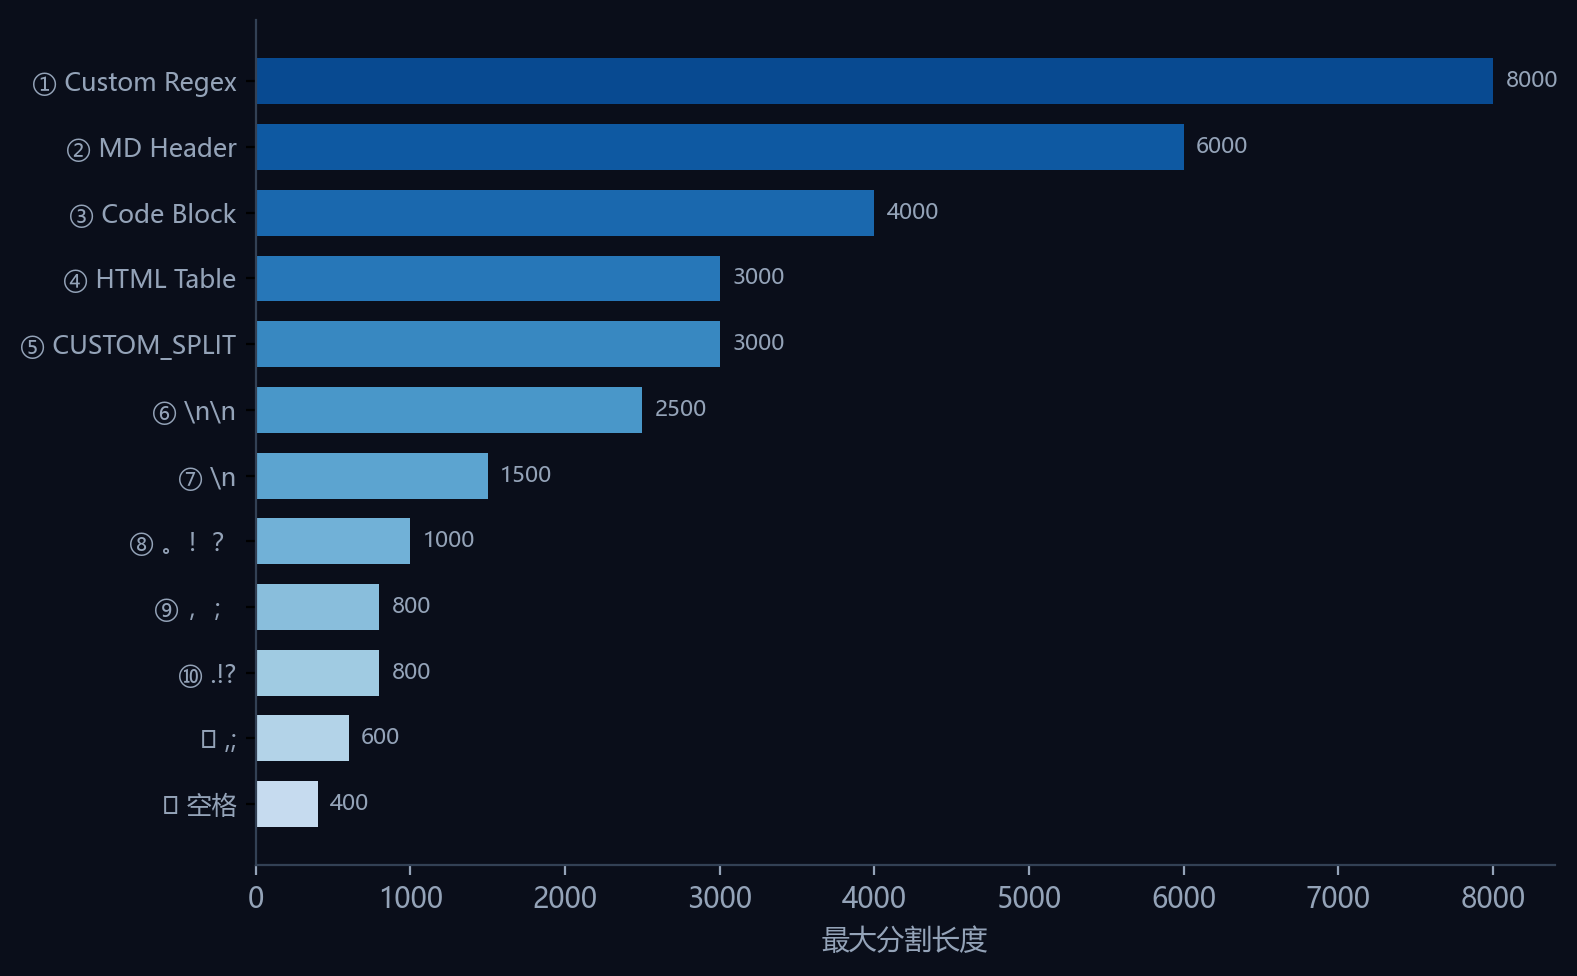 ① Custom Regex 8000
② MD Header 6000
③ Code Block 4000
④ HTML Table 3000
⑤ CUSTOM_SPLIT 3000
⑥ \n\n 2500
⑦ \n 1500
⑧ 。！？ 1000
⑨ ，； 800
⑩ .!? 800
▯ ,; 600
▯ 空格 400
0 1000 2000 3000 4000 5000 6000 7000 8000
最大分割长度